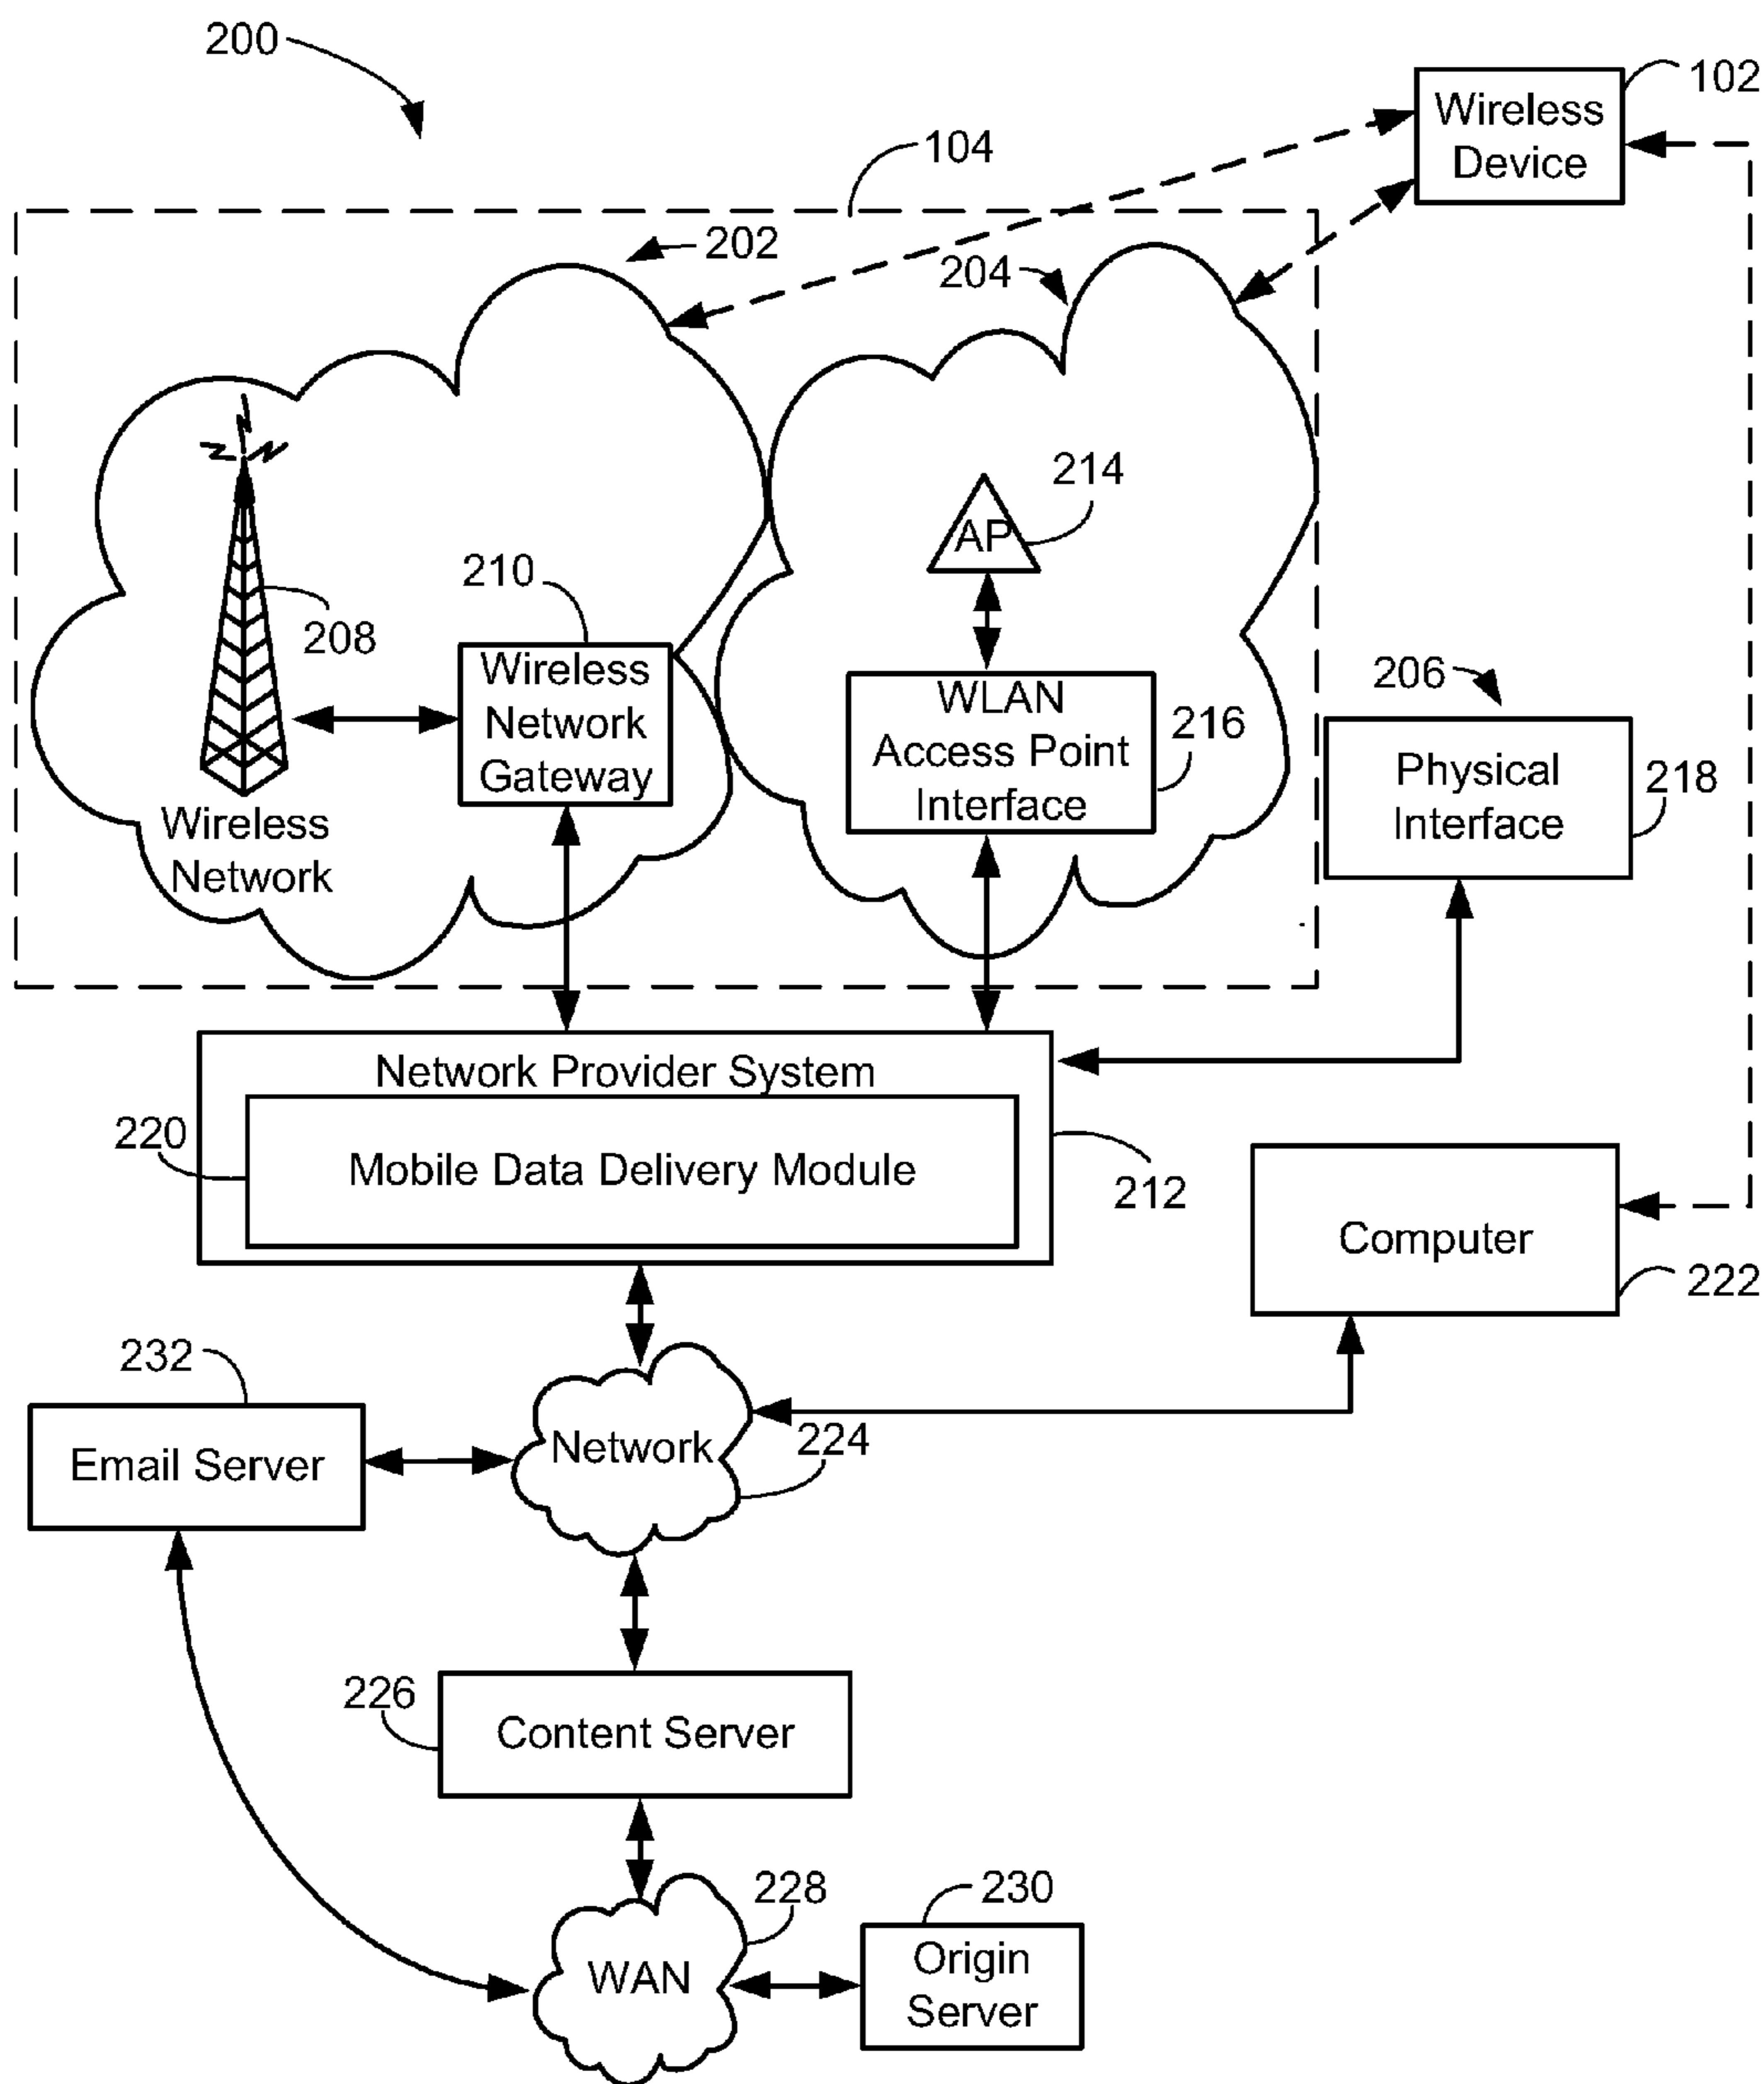 200
102
Wireless
Device
104
202
204
214
AP
210
208
Wireless
Network
Gateway
WLAN
Access Point
Interface
216
206
Physical
Interface
218
Wireless
Network
Network Provider System
220
Mobile Data Delivery Module
212
Computer
222
232
Email Server
Network
224
226
Content Server
228
WAN
230
Origin
Server